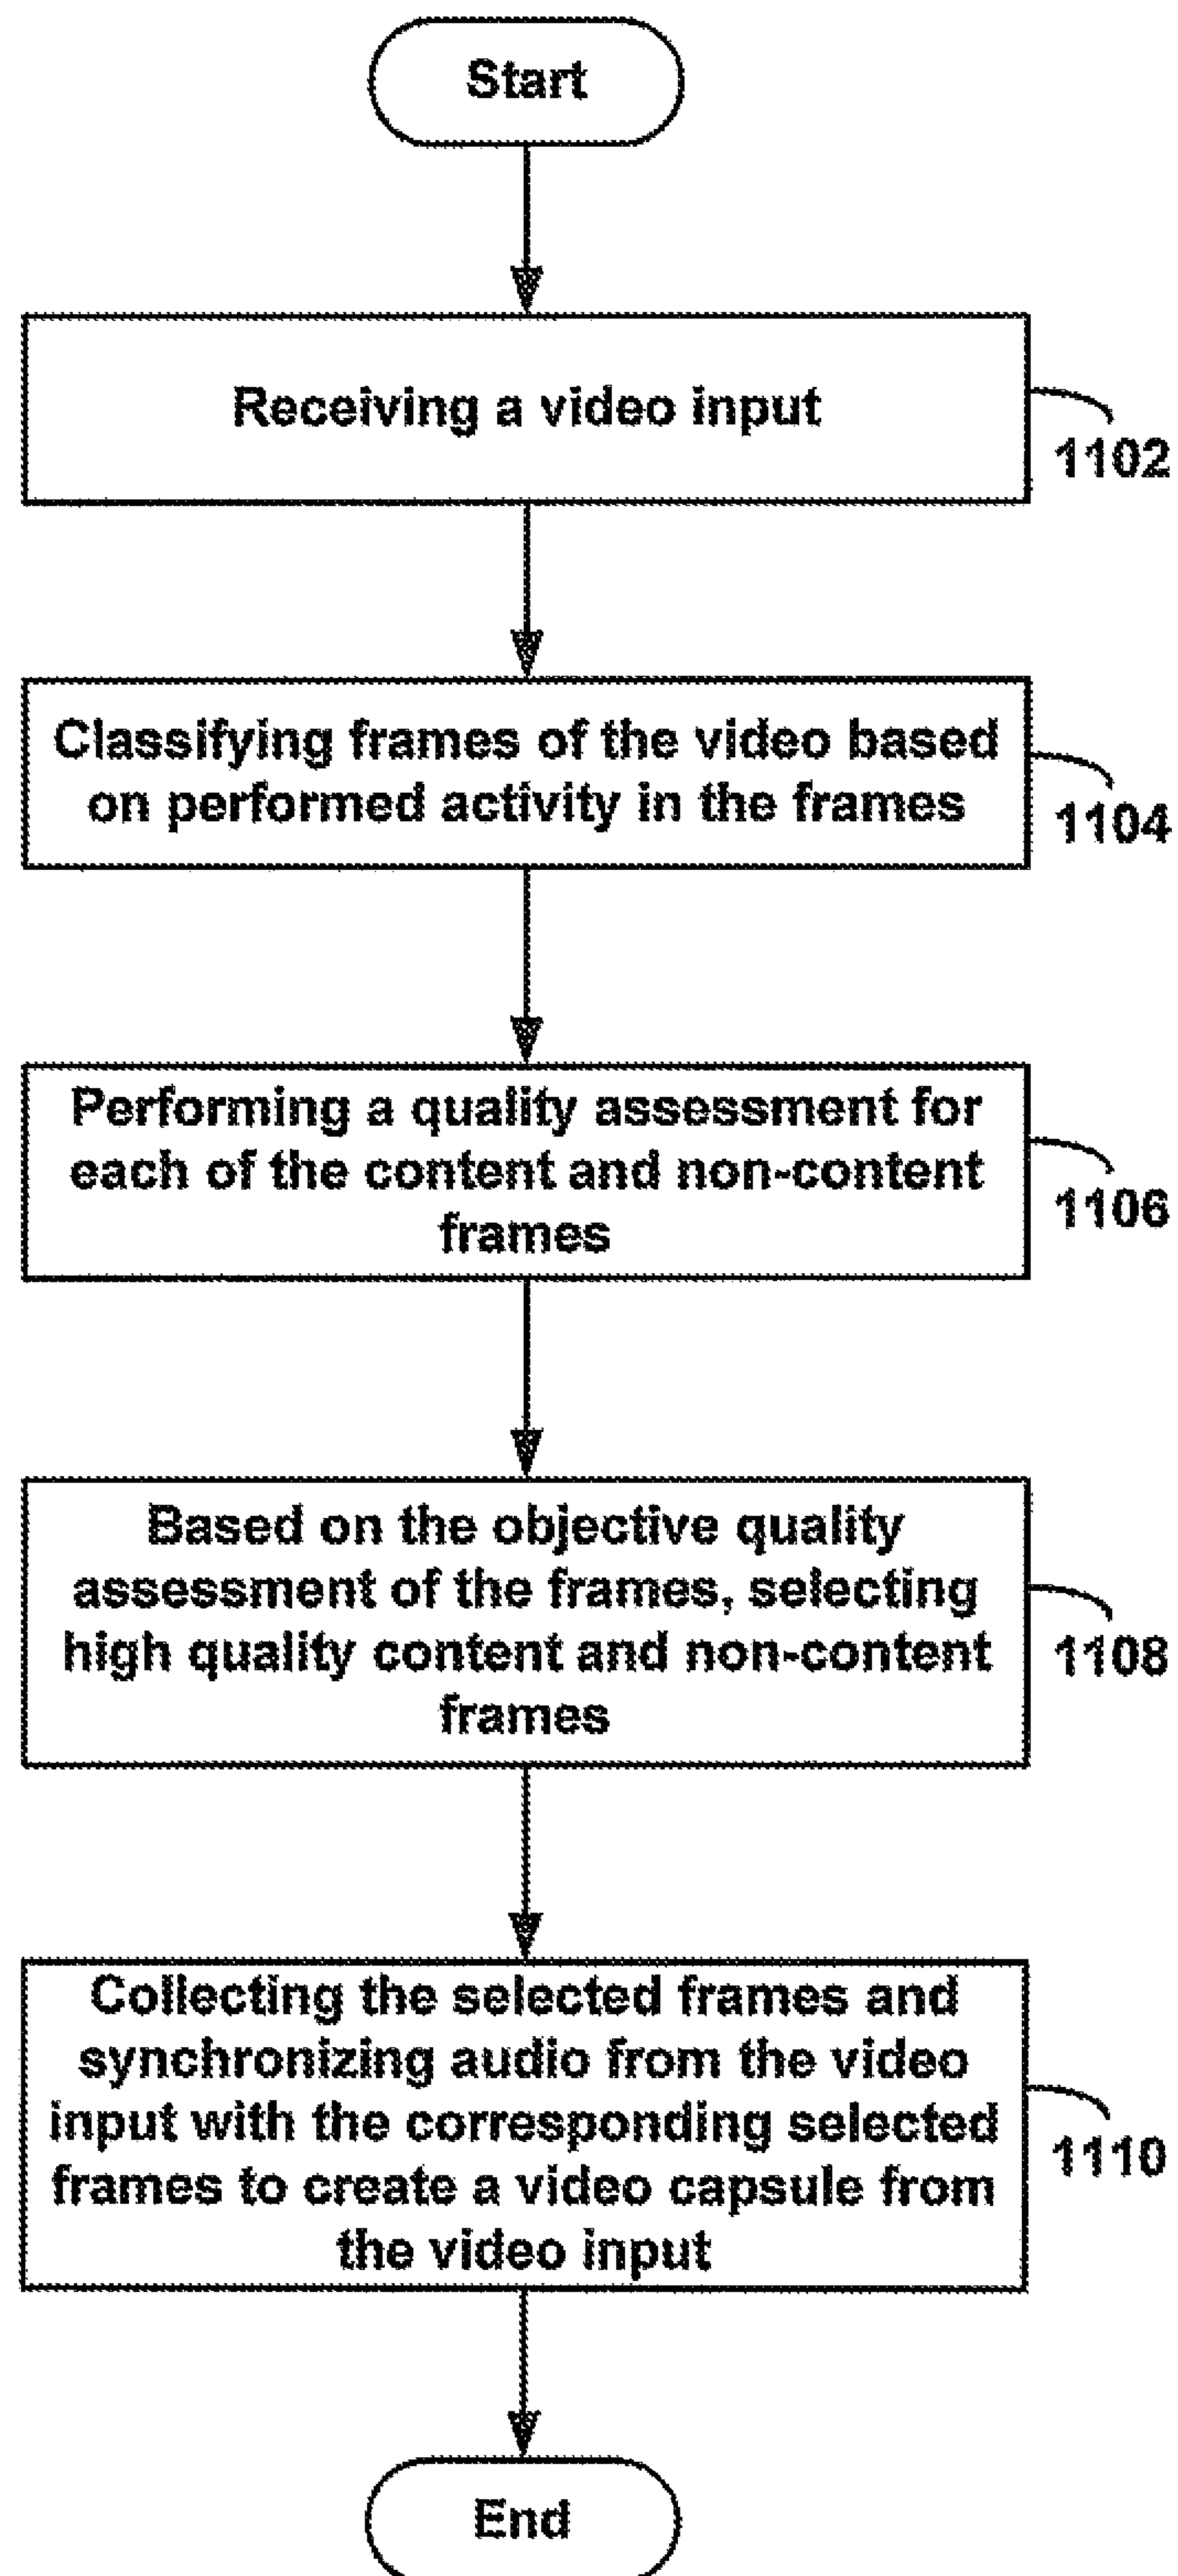 Start
Receiving a video input
1102
Classifying frames of the video based
on performed activity in the frames
1104
Performing a quality assessment for
each of the content and non-content
frames
1106
Based on the objective quality
assessment of the frames, selecting
high quality content and non-content
frames
1108
Collecting the selected frames and
synchronizing audio from the video
input with the corresponding selected
frames to create a video capsule from
the video input
1110
End